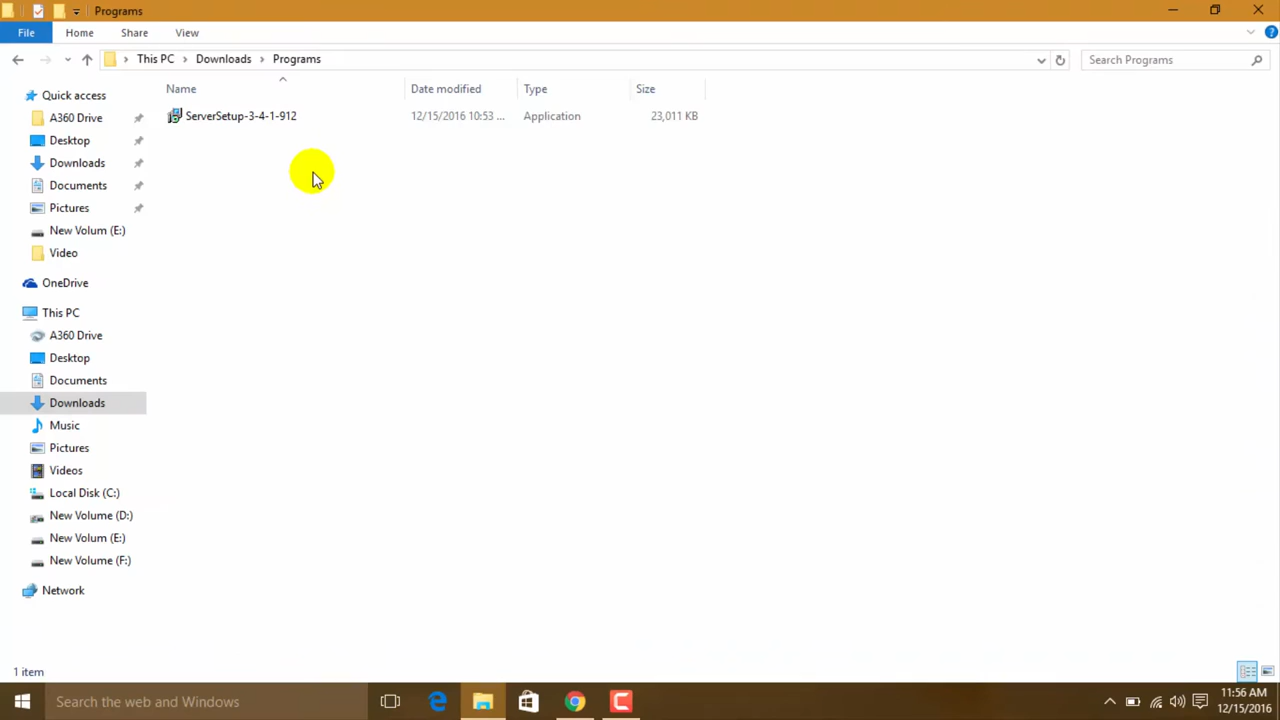 Programs
File Home Share View
This PC Downloads Programs
Search Programs
Name Date modified Type Size
ServerSetup-3-4-1-912 12/15/2016 10:53 ... Application 23,011 KB
Quick access
A360 Drive
Desktop
Downloads
Documents
Pictures
New Volum (E:)
Video
OneDrive
This PC
A360 Drive
Desktop
Documents
Downloads
Music
Pictures
Videos
Local Disk (C:)
New Volume (D:)
New Volum (E:)
New Volume (F:)
Network
1 item
Search the web and Windows
11:56 AM
12/15/2016